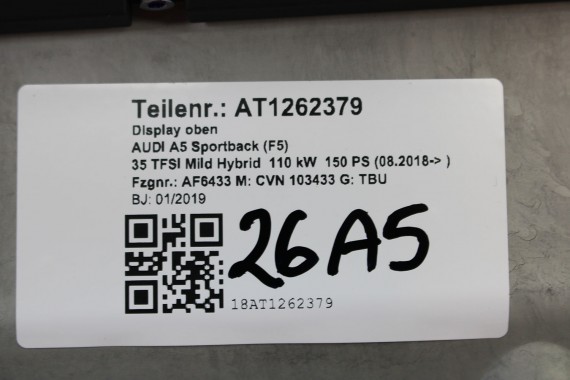 Teilenr.: AT1262379
Display oben
AUDI A5 Sportback (F5)
35 TFSI Mild Hybrid 110 kW 150 PS (08.2018-> )
Fzgnr.: AF6433 M: CVN 103433 G: TBU
BJ: 01/2019
26A5
18AT1262379